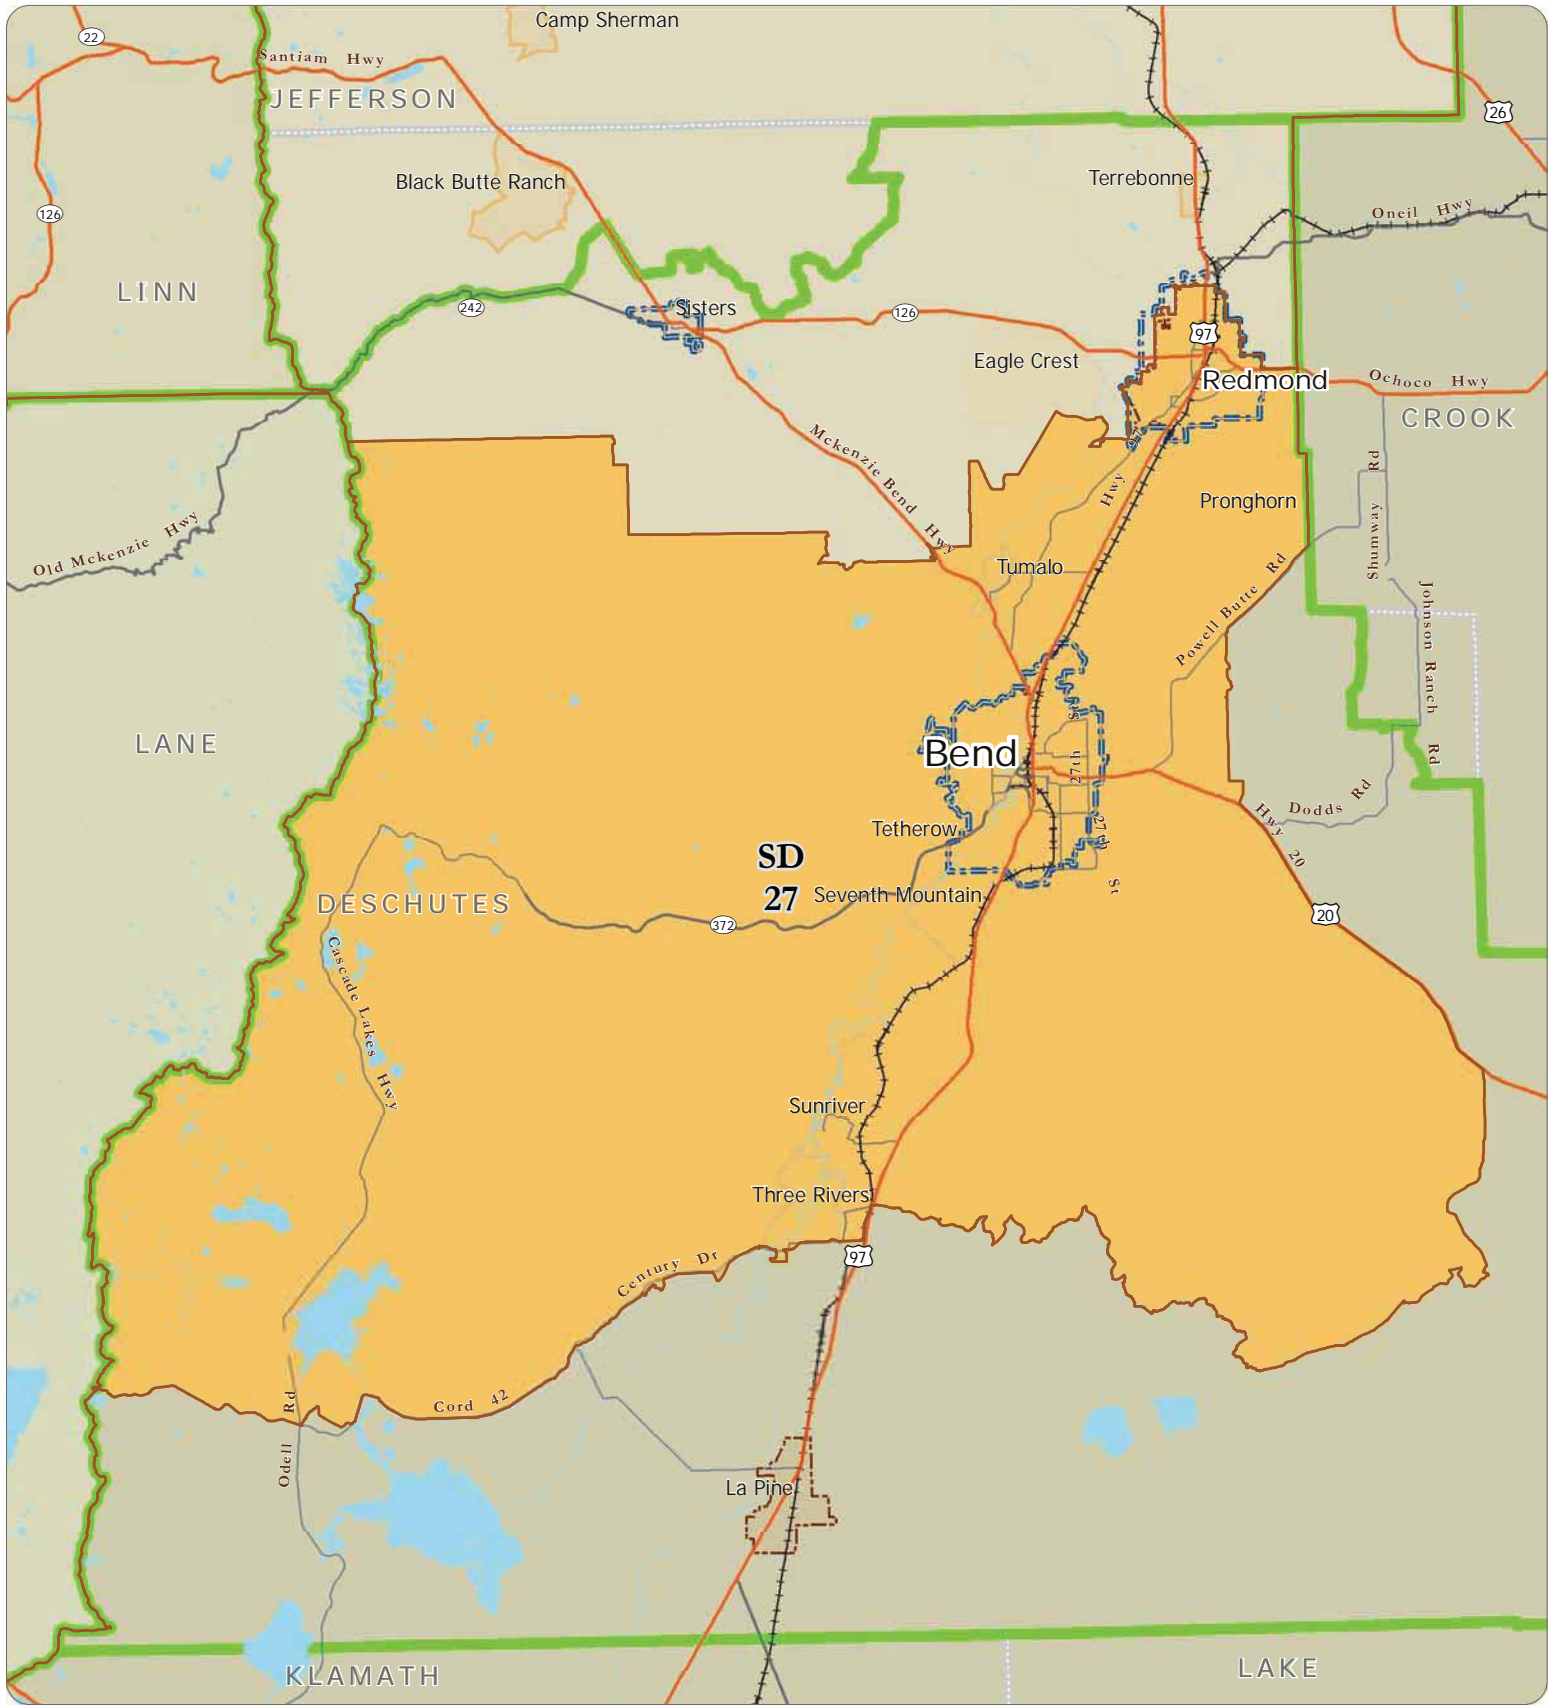 Camp Sherman
22
Santiam Hwy
JEFFERSON
26
Black Butte Ranch
Terrebonne
126
Oneil Hwy
LINN
242
Sisters
126
97
Eagle Crest
Redmond
Ochoco Hwy
CROOK
Mckenzie Bend Hwy
97
Hwy
Shumway Rd
Pronghorn
Old Mckenzie Hwy
Tumalo
Powell Butte Rd
Johnson Ranch Rd
St
27th
LANE
Bend
Dodds Rd
Hwy 20
Tetherow
27th St
SD
27
Seventh Mountain
DESCHUTES
372
20
Cascade Lakes Hwy
Sunriver
Three Rivers
97
Century Dr
Cord 42
Odell Rd
La Pine
KLAMATH
LAKE